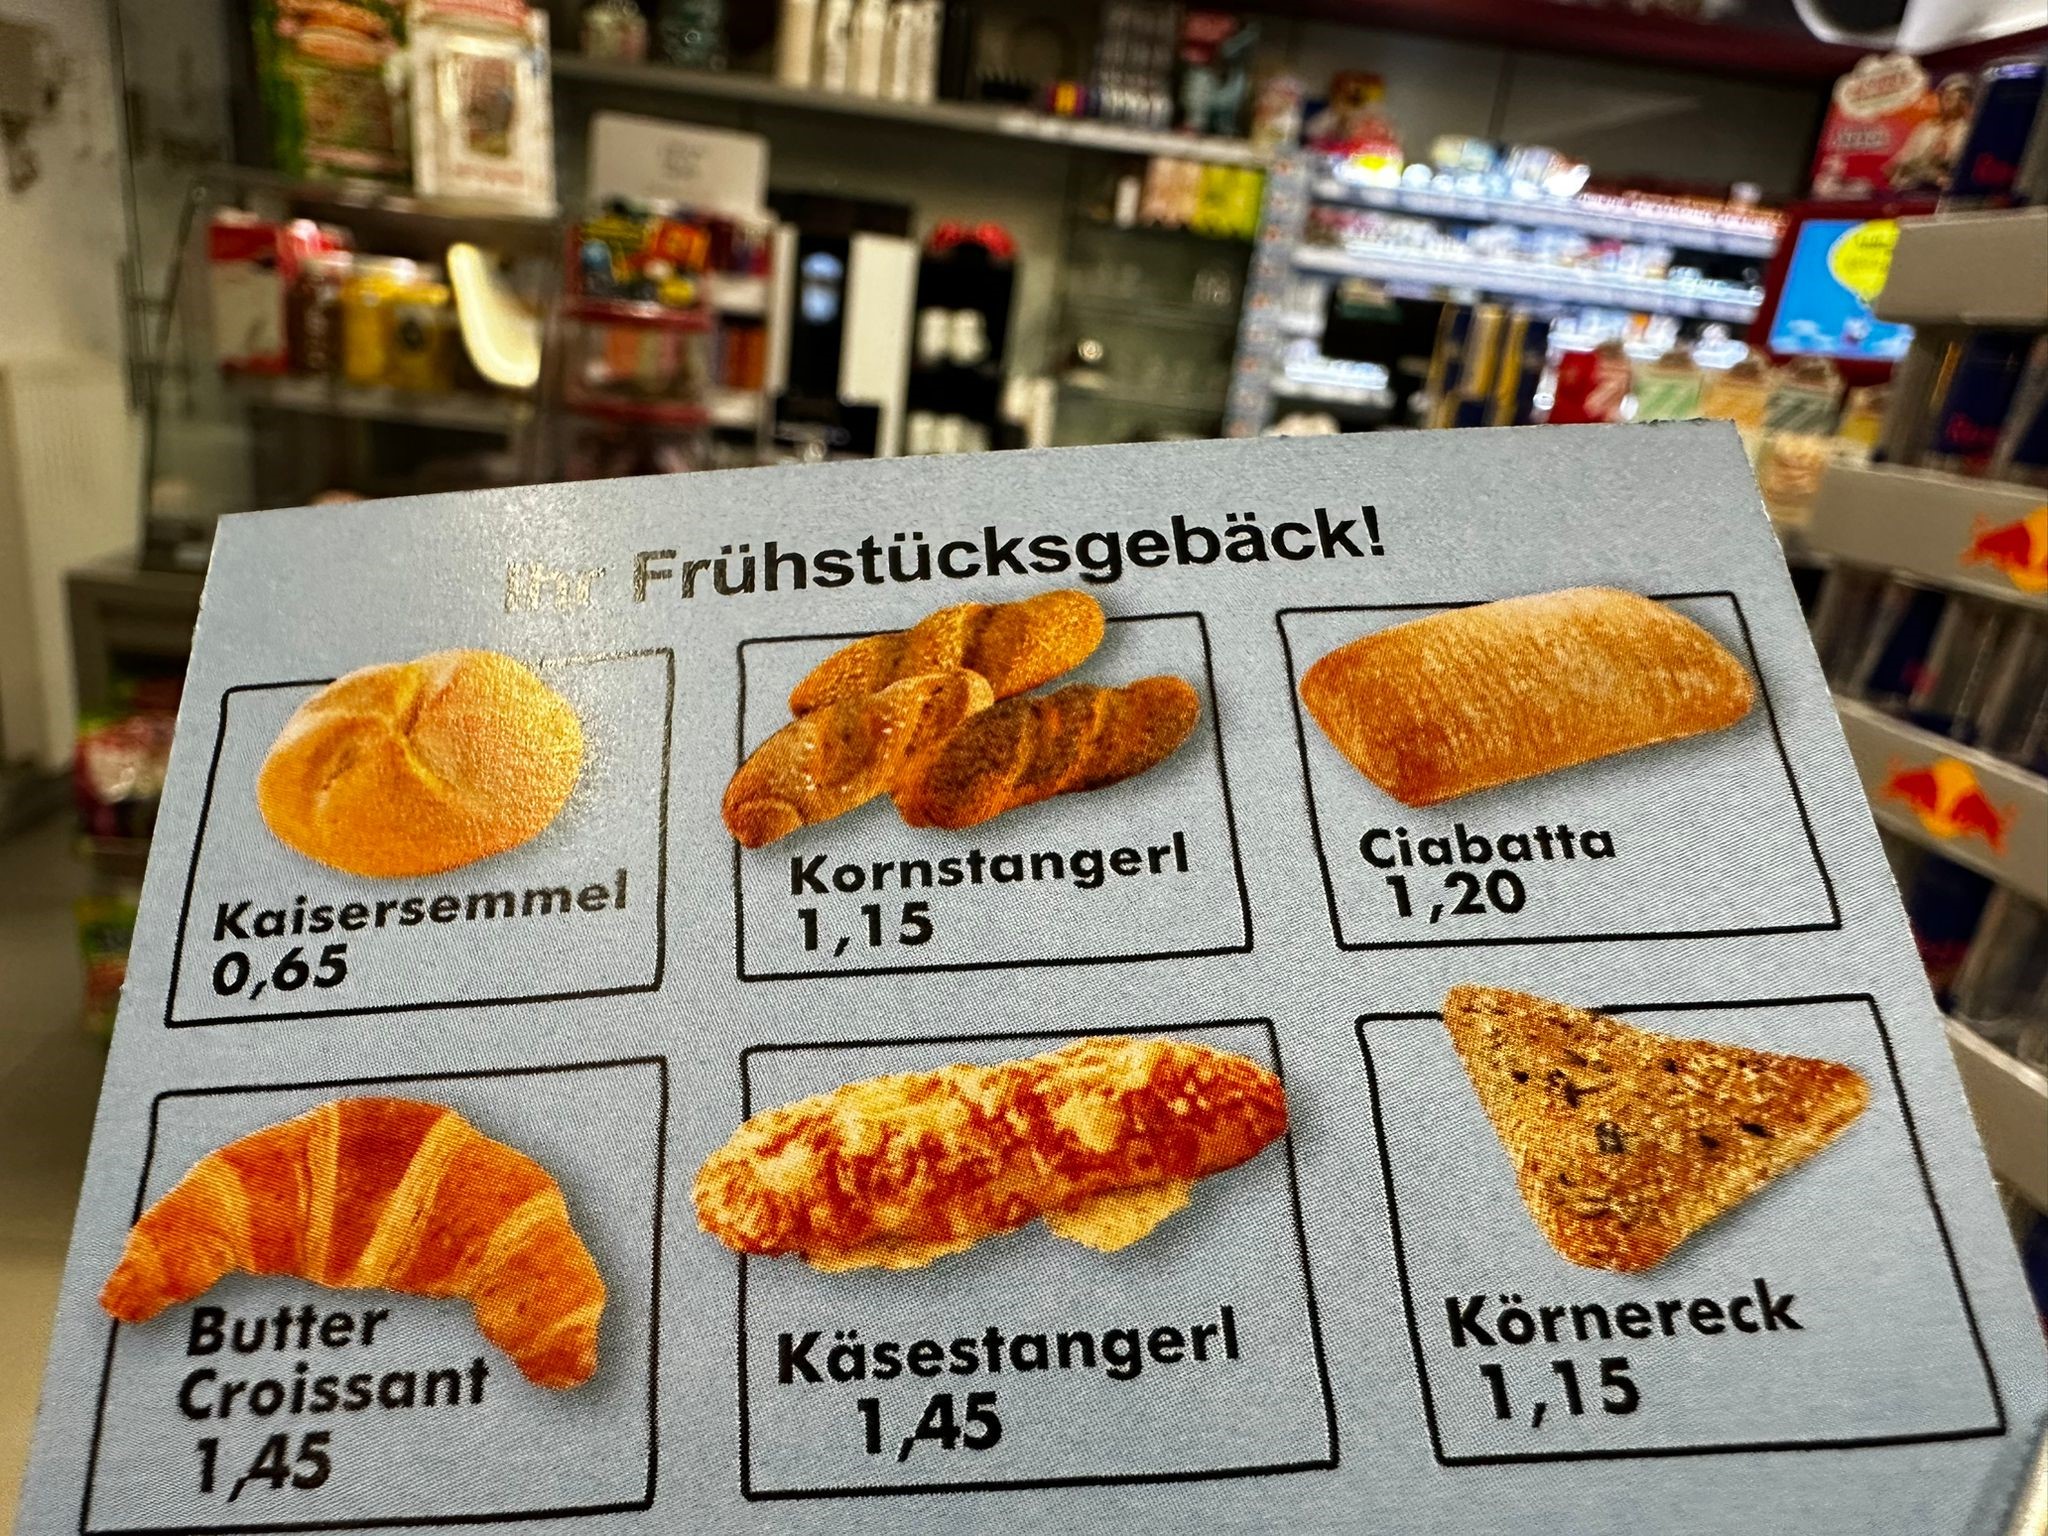 Ihr Frühstücksgebäck!
Kaisersemmel
0,65
Kornstangerl
1,15
Ciabatta
1,20
Butter
Croissant
1,45
Käsestangerl
1,45
Körnereck
1,15